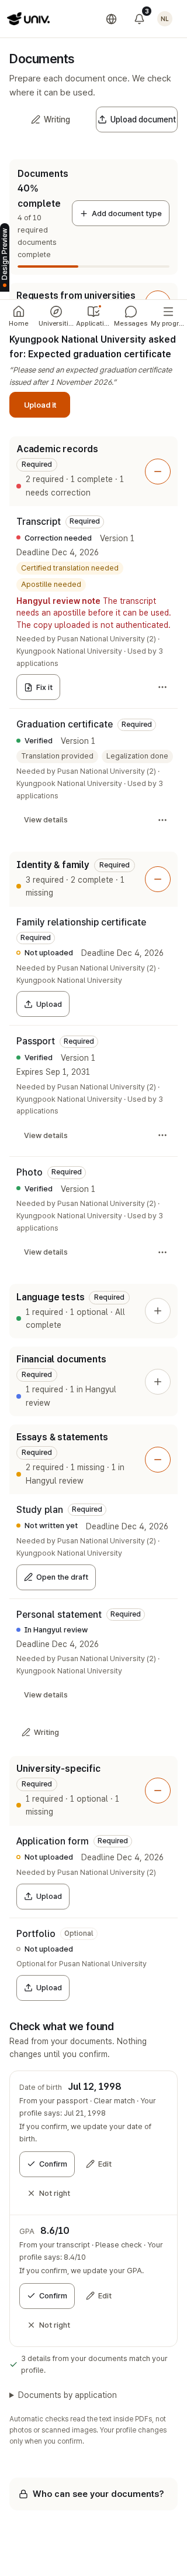 univ.
3
NL
Documents
Prepare each document once. We check
where it can be used.
Writing
Upload document
Documents
40%
complete
4 of 10
required
documents
complete
Add document type
Design Preview
Requests from universities
Home
Universiti...
Applicati...
Messages
My progr...
Kyungpook National University asked
for: Expected graduation certificate
"Please send an expected graduation certificate
issued after 1 November 2026."
Upload it
Academic records
Required
2 required · 1 complete · 1
needs correction
Transcript
Required
Correction needed Version 1
Deadline Dec 4, 2026
Certified translation needed
Apostille needed
Hangyul review note The transcript
needs an apostille before it can be used.
The copy uploaded is not authenticated.
Needed by Pusan National University (2) ·
Kyungpook National University · Used by 3
applications
Fix it
Graduation certificate
Required
Verified Version 1
Translation provided
Legalization done
Needed by Pusan National University (2) ·
Kyungpook National University · Used by 3
applications
View details
Identity & family
Required
3 required · 2 complete · 1
missing
Family relationship certificate
Required
Not uploaded Deadline Dec 4, 2026
Needed by Pusan National University (2) ·
Kyungpook National University
Upload
Passport
Required
Verified Version 1
Expires Sep 1, 2031
Needed by Pusan National University (2) ·
Kyungpook National University · Used by 3
applications
View details
Photo
Required
Verified Version 1
Needed by Pusan National University (2) ·
Kyungpook National University · Used by 3
applications
View details
Language tests
Required
1 required · 1 optional · All
complete
Financial documents
Required
1 required · 1 in Hangyul
review
Essays & statements
Required
2 required · 1 missing · 1 in
Hangyul review
Study plan
Required
Not written yet Deadline Dec 4, 2026
Needed by Pusan National University (2) ·
Kyungpook National University
Open the draft
Personal statement
Required
In Hangyul review
Deadline Dec 4, 2026
Needed by Pusan National University (2) ·
Kyungpook National University
View details
Writing
University-specific
Required
1 required · 1 optional · 1
missing
Application form
Required
Not uploaded Deadline Dec 4, 2026
Needed by Pusan National University (2)
Upload
Portfolio
Optional
Not uploaded
Optional for Pusan National University
Upload
Check what we found
Read from your documents. Nothing
changes until you confirm.
Date of birth Jul 12, 1998
From your passport · Clear match · Your
profile says: Jul 21, 1998
If you confirm, we update your date of
birth.
Confirm
Edit
Not right
GPA 8.6/10
From your transcript · Please check · Your
profile says: 8.4/10
If you confirm, we update your GPA.
Confirm
Edit
Not right
3 details from your documents match your
profile.
Documents by application
Automatic checks read the text inside PDFs, not
photos or scanned images. Your profile changes
only when you confirm.
Who can see your documents?